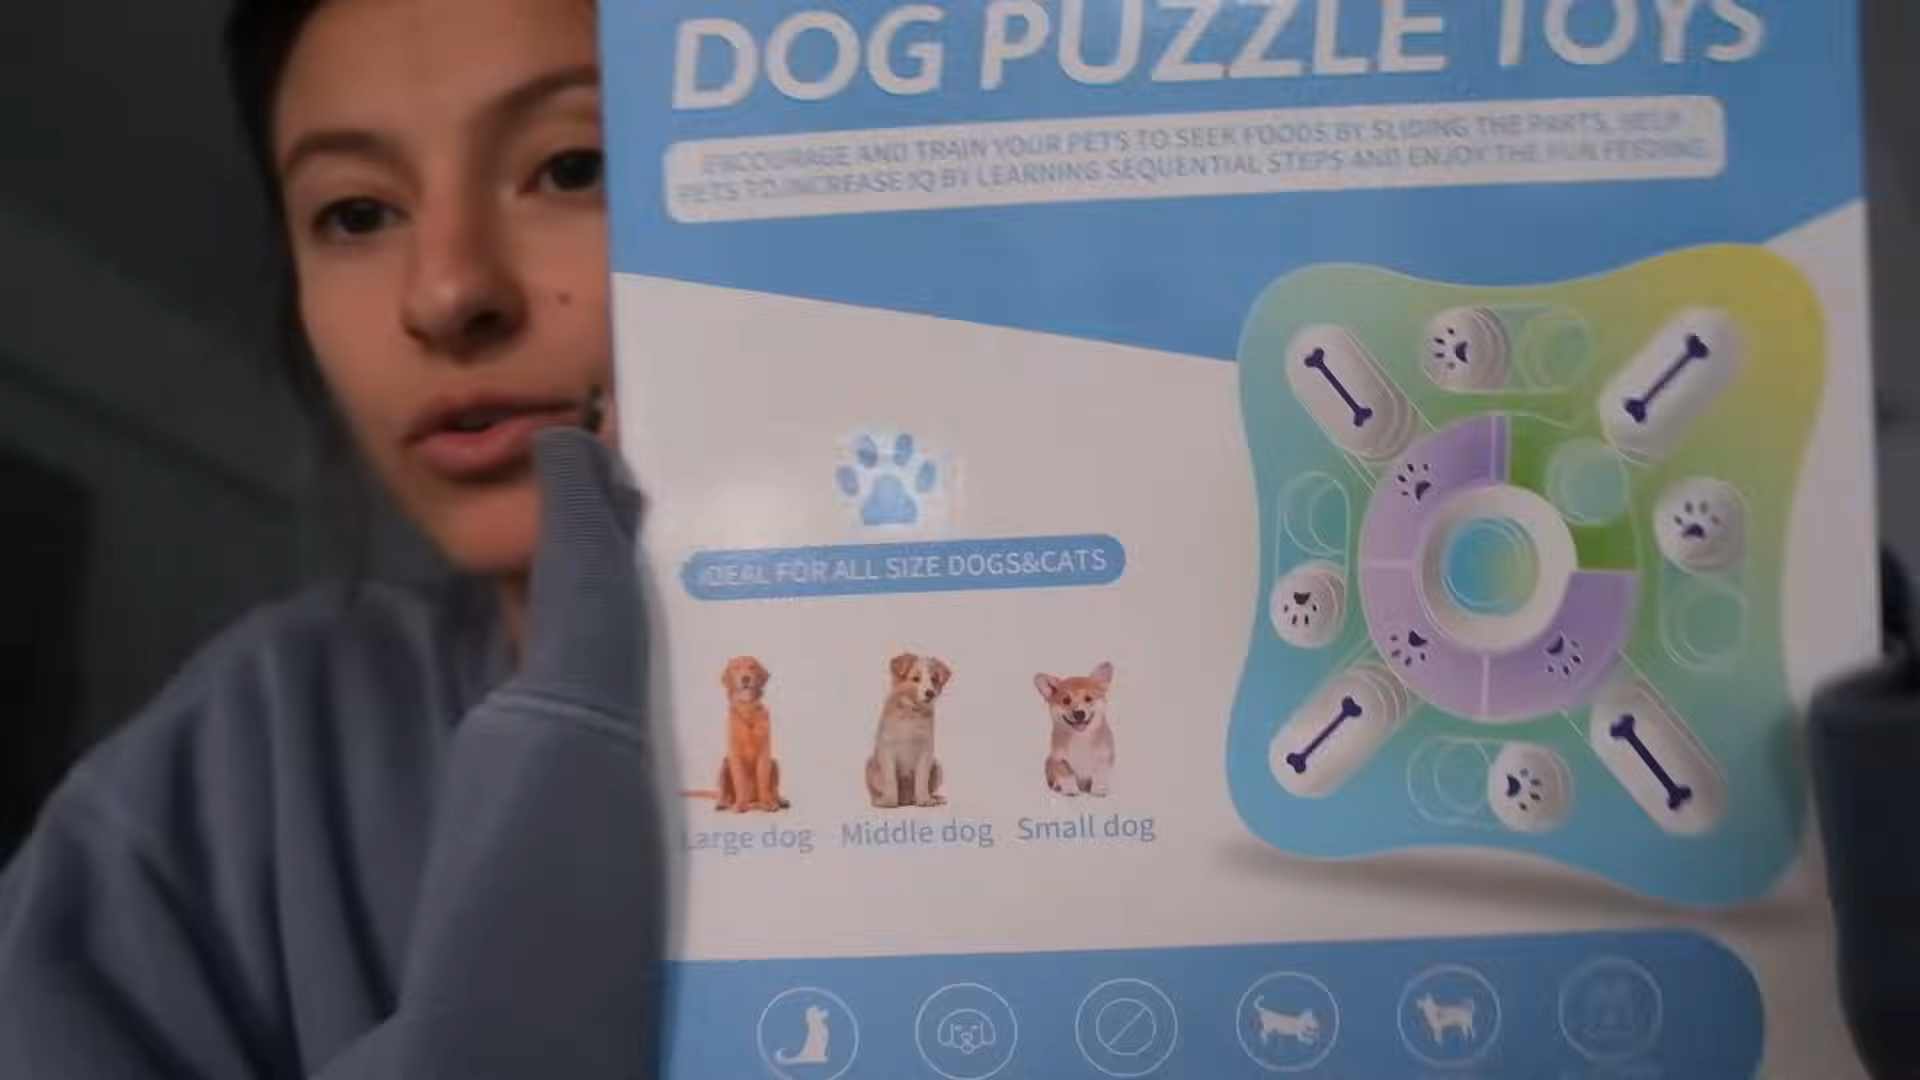 DOG PUZZLE TOYS
ENCOURAGE AND TRAIN YOUR PETS TO SEEK FOODS BY SLIDING THE PARTS, HELP
PETS TO INCREASE IQ BY LEARNING SEQUENTIAL STEPS AND ENJOY THE FUN FEEDING.
IDEAL FOR ALL SIZE DOGS&CATS
Large dog Middle dog Small dog